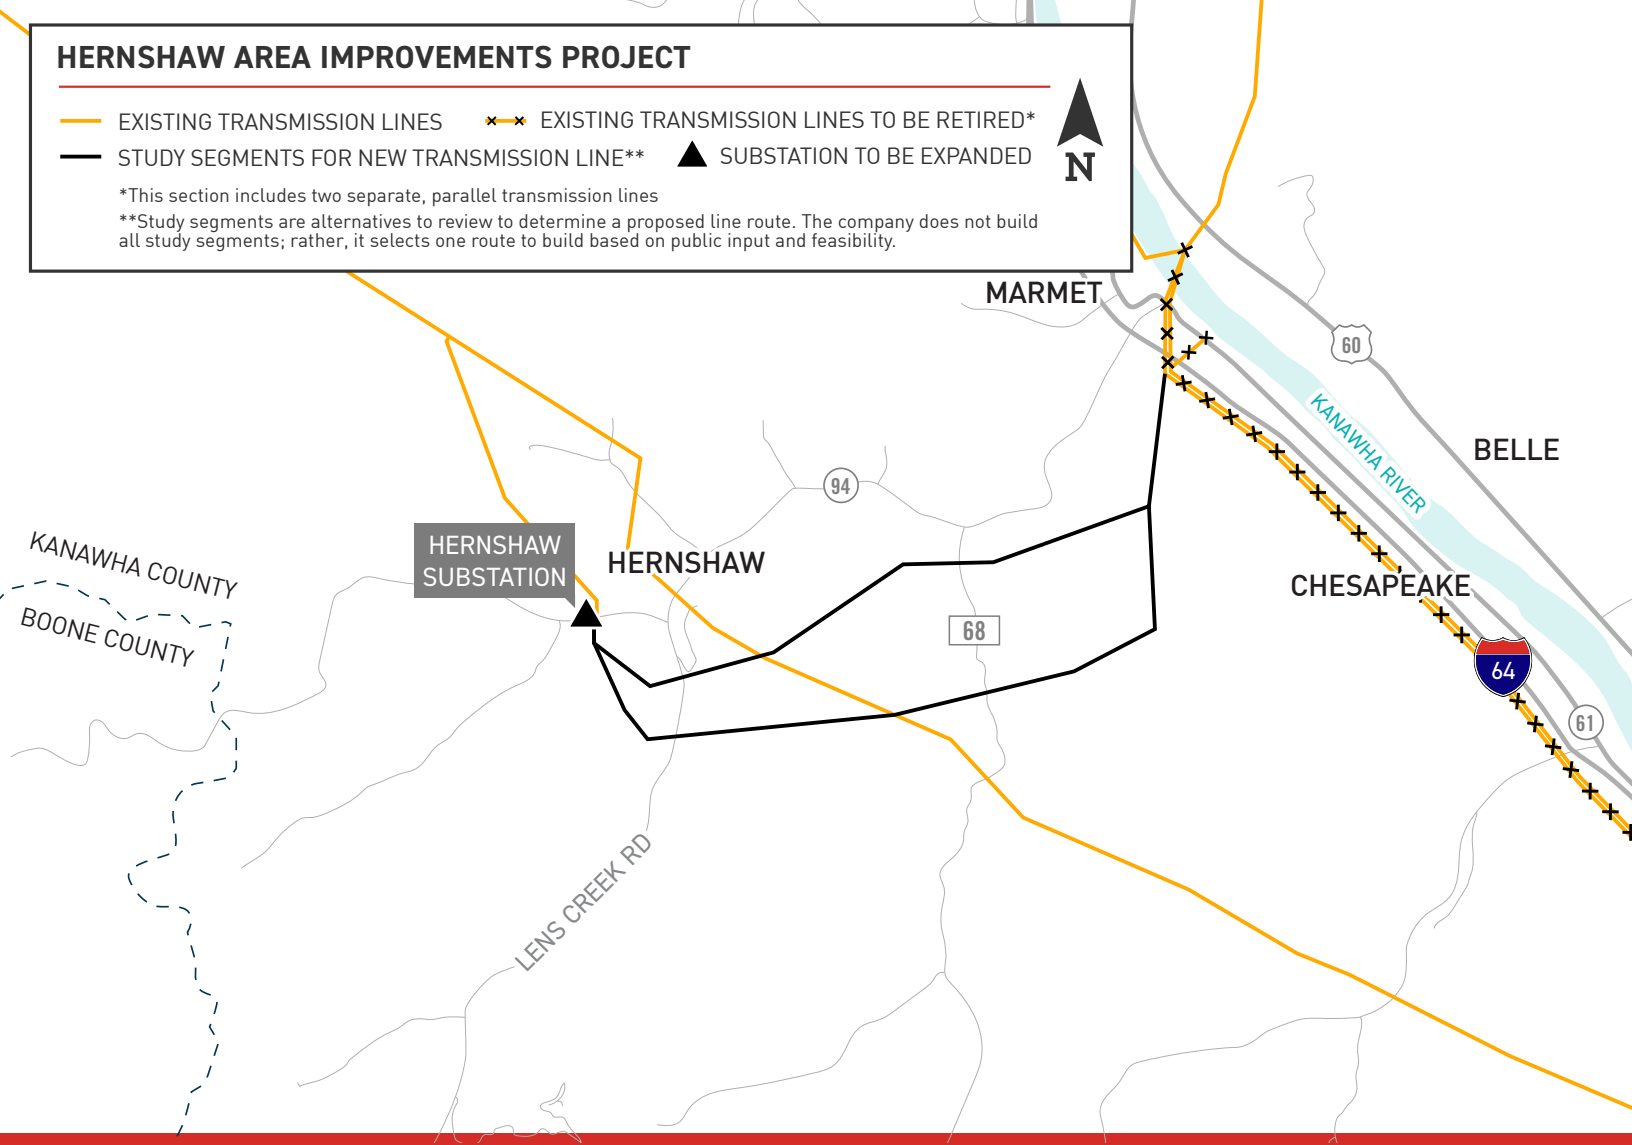 HERNSHAW AREA IMPROVEMENTS PROJECT
EXISTING TRANSMISSION LINES
EXISTING TRANSMISSION LINES TO BE RETIRED*
STUDY SEGMENTS FOR NEW TRANSMISSION LINE**
SUBSTATION TO BE EXPANDED
N
*This section includes two separate, parallel transmission lines
**Study segments are alternatives to review to determine a proposed line route. The company does not build
all study segments; rather, it selects one route to build based on public input and feasibility.
MARMET
60
KANAWHA RIVER
BELLE
94
KANAWHA COUNTY
BOONE COUNTY
HERNSHAW
SUBSTATION
HERNSHAW
CHESAPEAKE
68
64
61
LENS CREEK RD